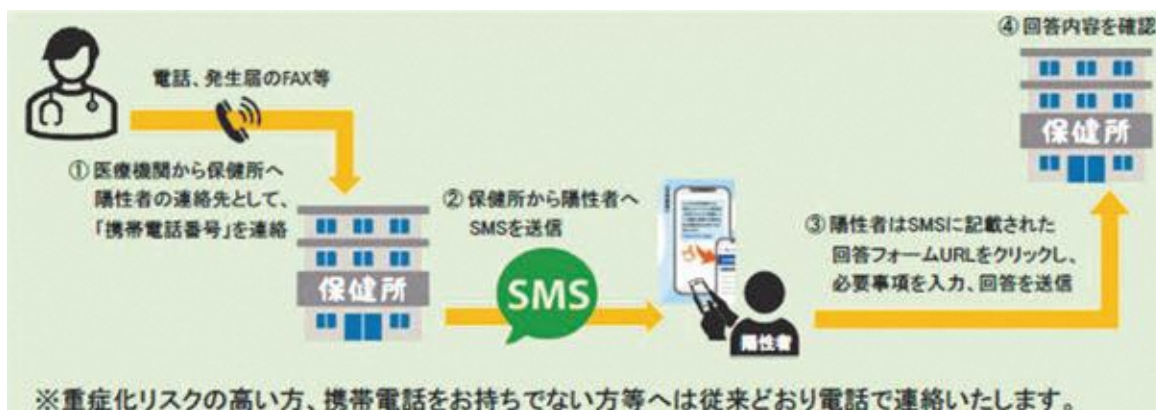 電話、発生届のFAX等
① 医療機関から保健所へ
陽性者の連絡先として、
「携帯電話番号」を連絡
保健所
② 保健所から陽性者へ
SMSを送信
SMS
陽性者
③ 陽性者はSMSに記載された
回答フォームURLをクリックし、
必要事項を入力、回答を送信
④ 回答内容を確認
保健所
※重症化リスクの高い方、携帯電話をお持ちでない方等へは従来どおり電話で連絡いたします。